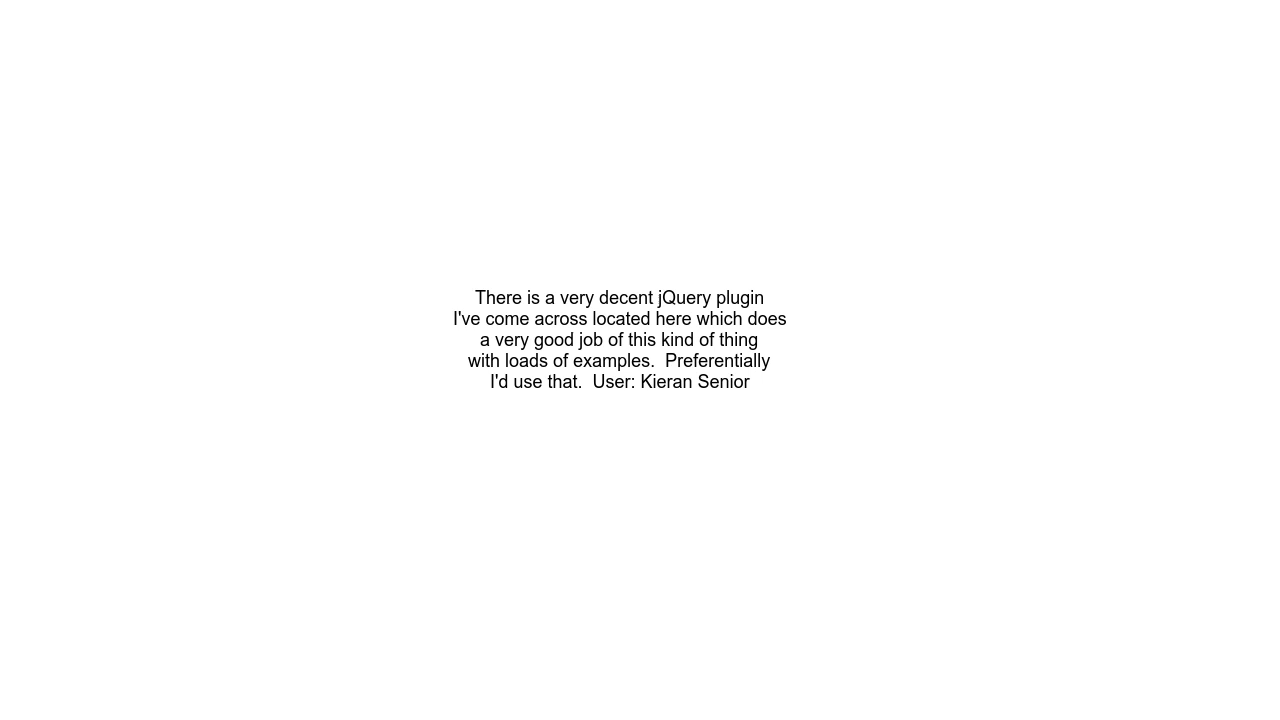 There is a very decent jQuery plugin
I've come across located here which does
a very good job of this kind of thing
with loads of examples.  Preferentially
I'd use that.  User: Kieran Senior